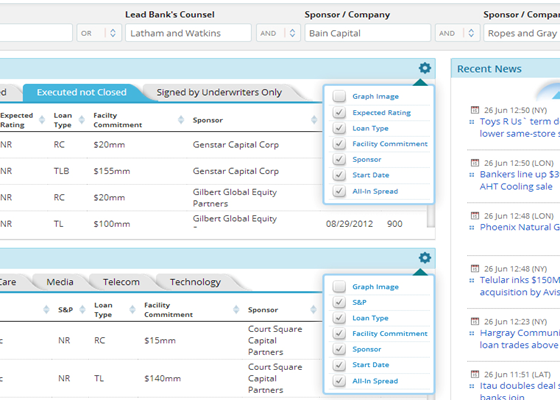 Lead Bank's Counsel Sponsor / Company Sponsor / Company
OR Latham and Watkins AND Bain Capital AND Ropes and Gray
Executed not Closed Signed by Underwriters Only
Expected Rating Loan Type Facility Commitment Sponsor
NR RC $20mm Genstar Capital Corp
NR TLB $155mm Genstar Capital Corp
NR RC $20mm Gilbert Global Equity Partners
NR TL $100mm Gilbert Global Equity 08/29/2012 900
Graph Image
Expected Rating
Loan Type
Facility Commitment
Sponsor
Start Date
All-In Spread
Care Media Telecom Technology
S&P Loan Type Facility Commitment Sponsor
NR RC $15mm Court Square Capital Partners
NR TL $140mm Court Square Capital Partners
Graph Image
S&P
Loan Type
Facility Commitment
Sponsor
Start Date
All-In Spread
Recent News
26 Jun 12:50 (NY)
Toys R Us` term
lower same-store
26 Jun 12:50 (LON)
Bankers line up $3
AHT Cooling sale
26 Jun 12:48 (LON)
Phoenix Natural G
26 Jun 12:48 (NY)
Telular inks $150M
acquisition by Avis
26 Jun 12:23 (NY)
Hargray Communi
loan trades above
26 Jun 11:51 (LAT)
Itau doubles deal s
banks join